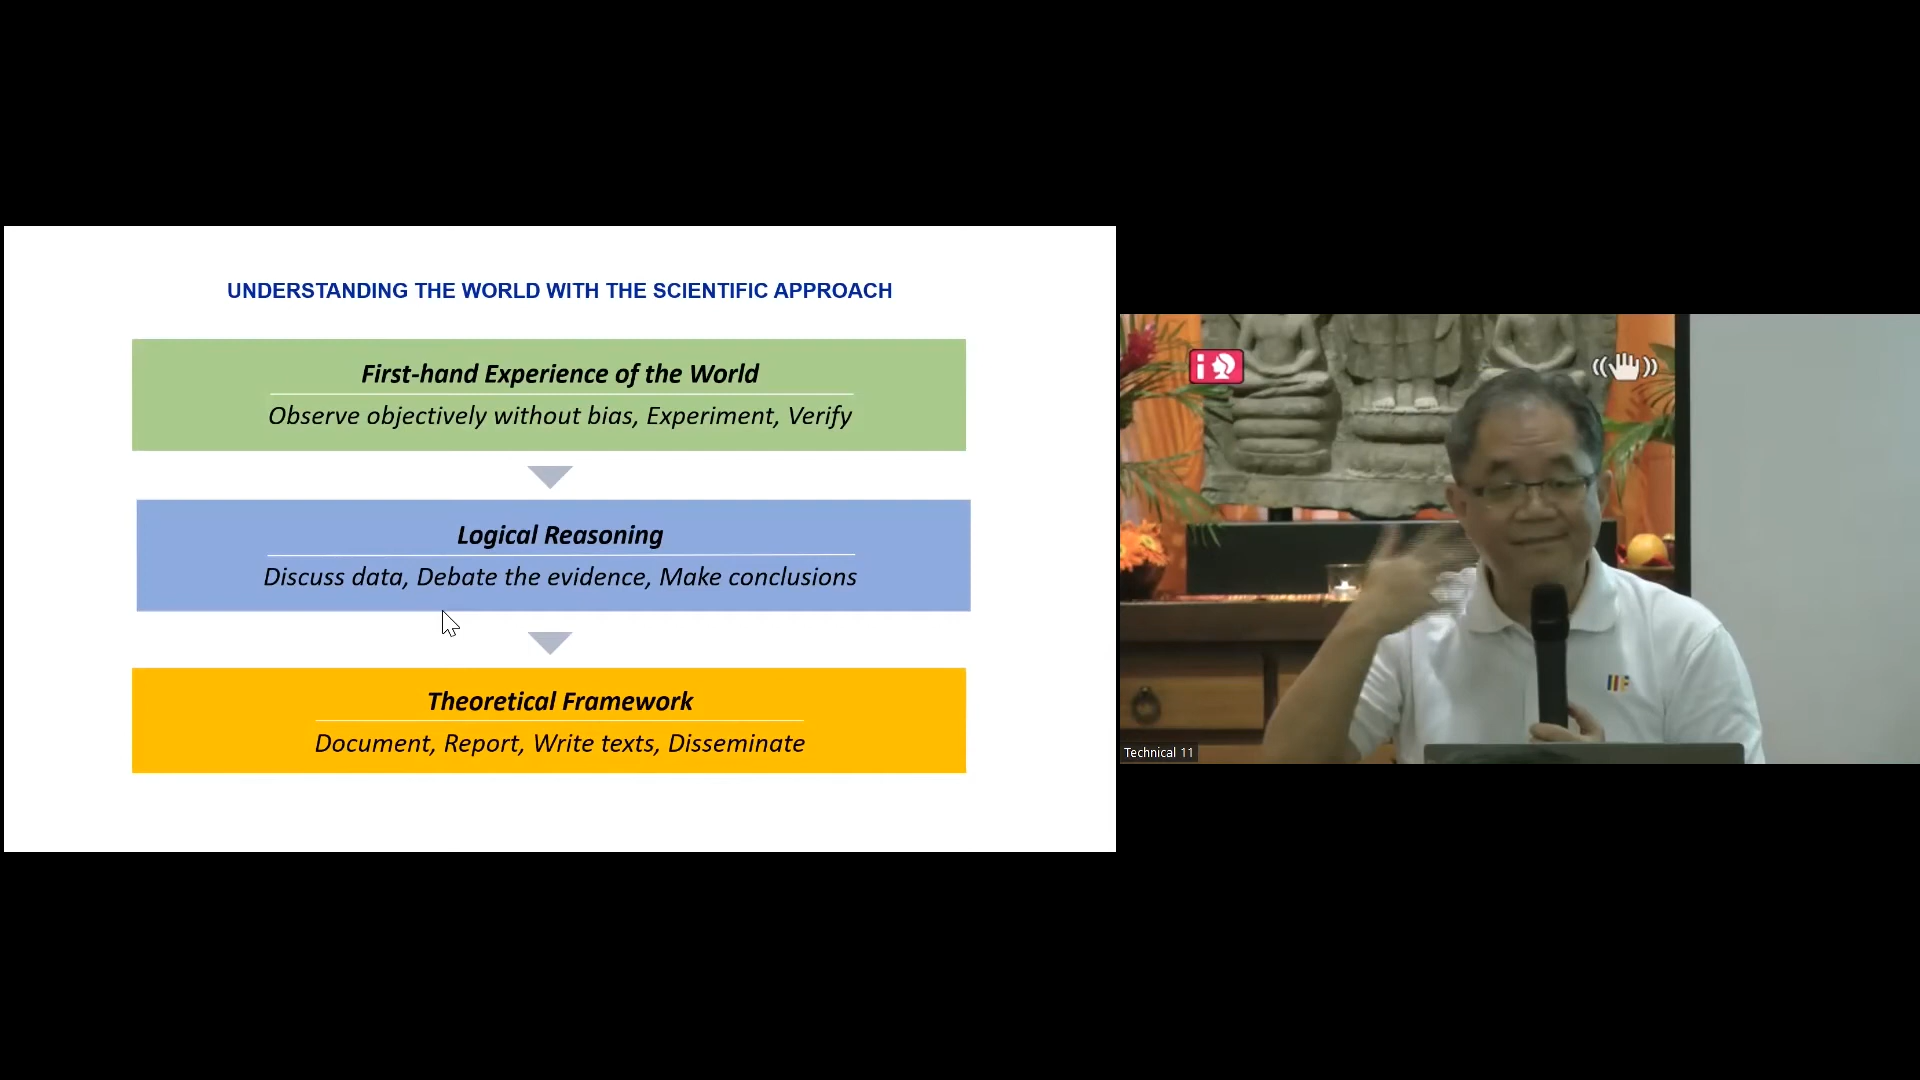 UNDERSTANDING THE WORLD WITH THE SCIENTIFIC APPROACH
First-hand Experience of the World
Observe objectively without bias, Experiment, Verify
Logical Reasoning
Discuss data, Debate the evidence, Make conclusions
Theoretical Framework
Document, Report, Write texts, Disseminate
Technical 11